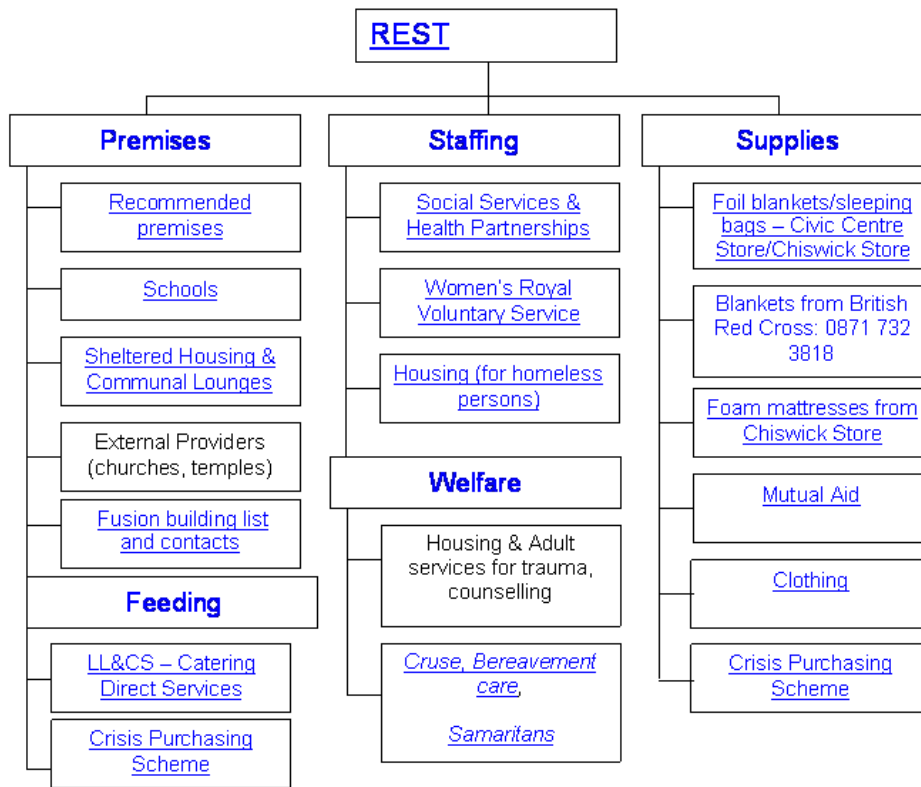 REST
Premises
Recommended
premises
Schools
Sheltered Housing &
Communal Lounges
External Providers
(churches, temples)
Fusion building list
and contacts
Feeding
LL&CS – Catering
Direct Services
Crisis Purchasing
Scheme
Staffing
Social Services &
Health Partnerships
Women's Royal
Voluntary Service
Housing (for homeless
persons)
Welfare
Housing & Adult
services for trauma,
counselling
Cruse, Bereavement
care,
Samaritans
Supplies
Foil blankets/sleeping
bags – Civic Centre
Store/Chiswick Store
Blankets from British
Red Cross: 0871 732
3818
Foam mattresses from
Chiswick Store
Mutual Aid
Clothing
Crisis Purchasing
Scheme